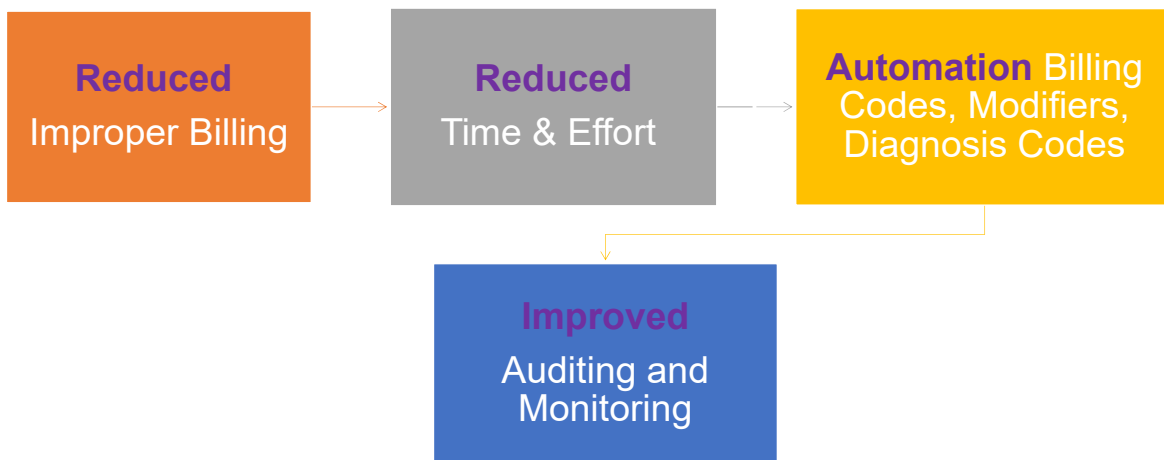 Reduced
Improper Billing
Reduced
Time & Effort
Automation Billing
Codes, Modifiers,
Diagnosis Codes
Improved
Auditing and
Monitoring